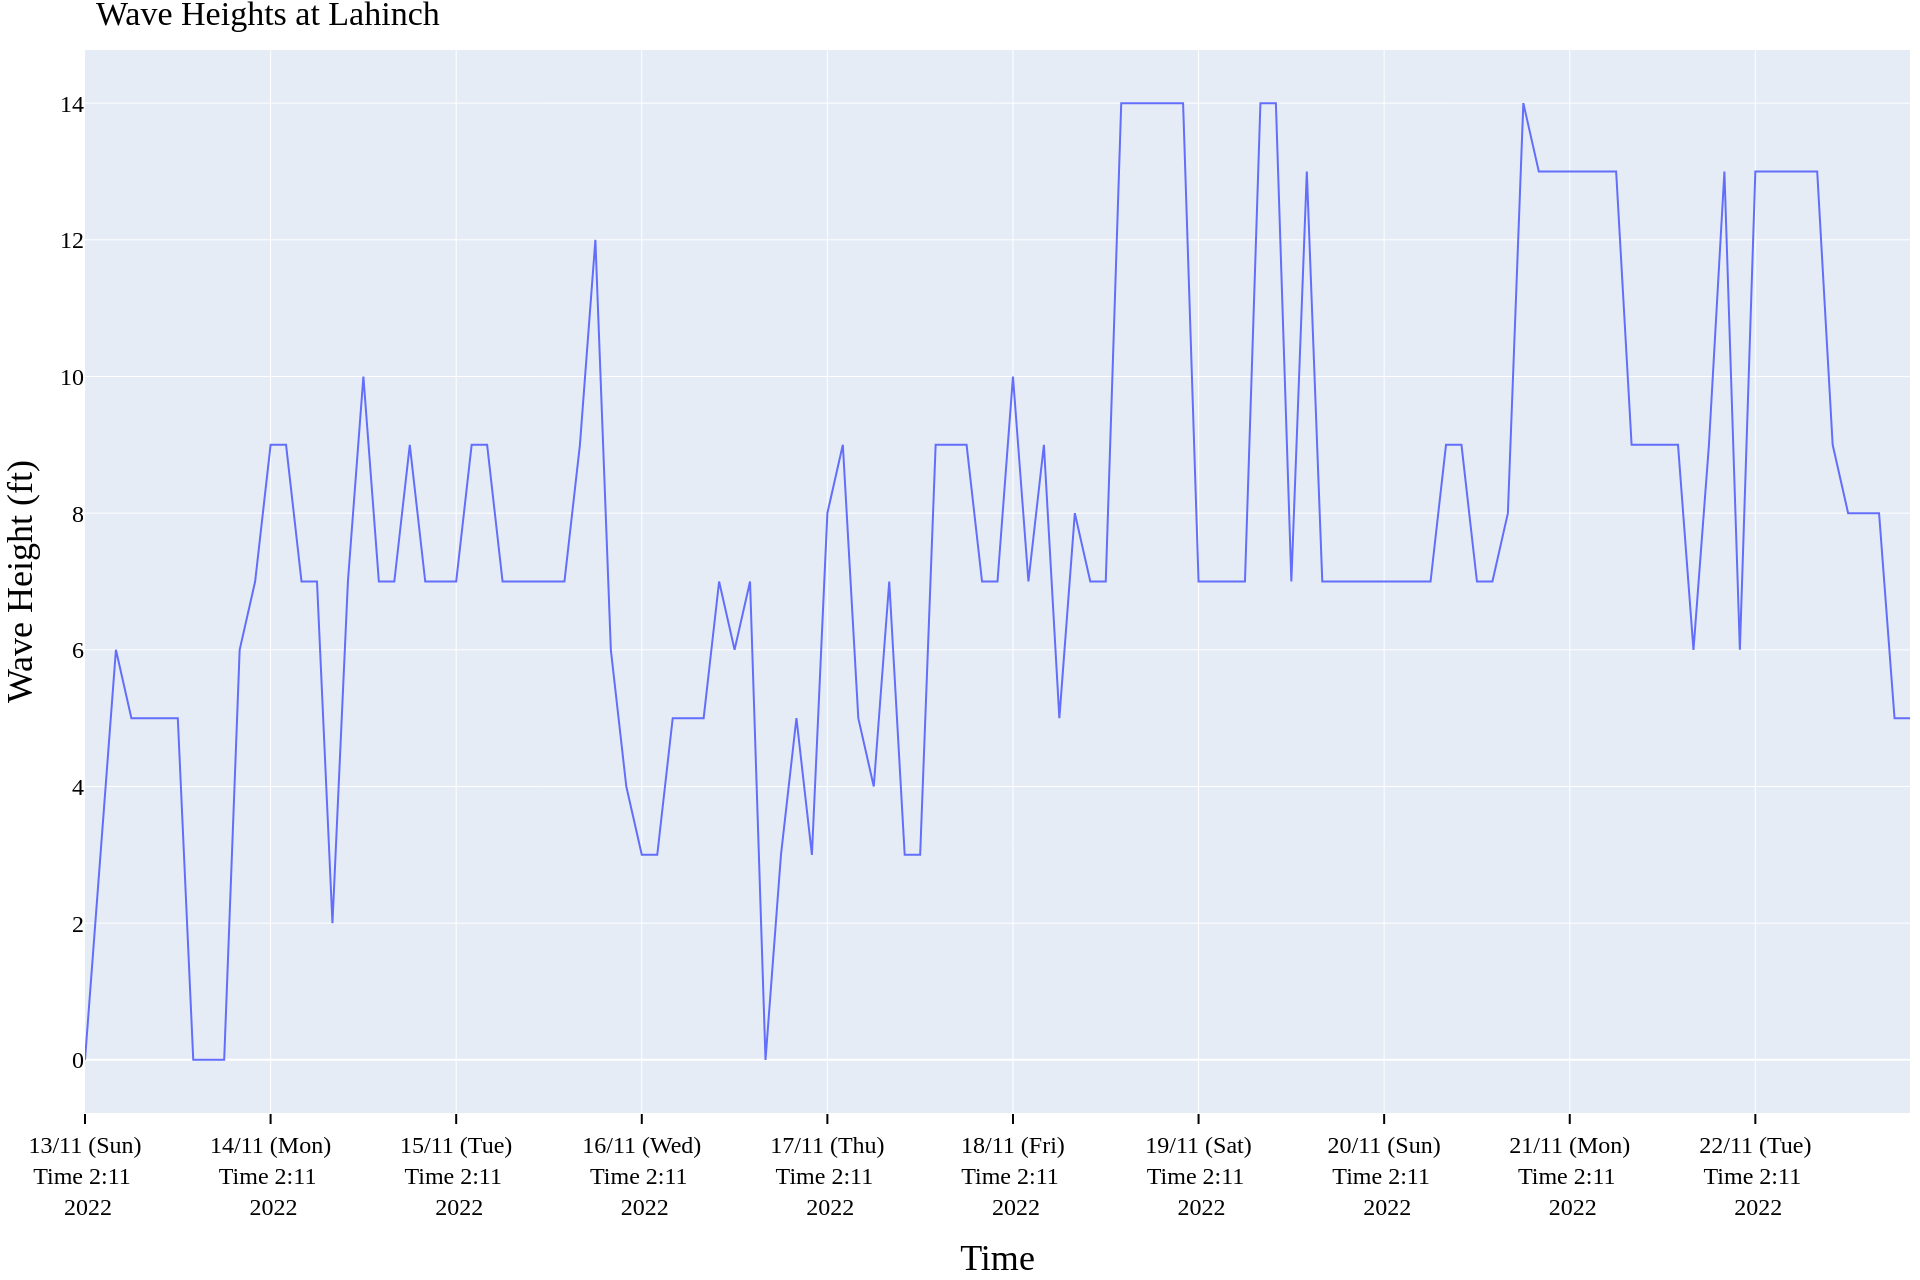 Wave Heights at Lahinch
Wave Height (ft)
14
12
10
8
6
4
2
0
13/11 (Sun)
Time 2:11
2022
14/11 (Mon)
Time 2:11
2022
15/11 (Tue)
Time 2:11
2022
16/11 (Wed)
Time 2:11
2022
17/11 (Thu)
Time 2:11
2022
18/11 (Fri)
Time 2:11
2022
19/11 (Sat)
Time 2:11
2022
20/11 (Sun)
Time 2:11
2022
21/11 (Mon)
Time 2:11
2022
22/11 (Tue)
Time 2:11
2022
Time